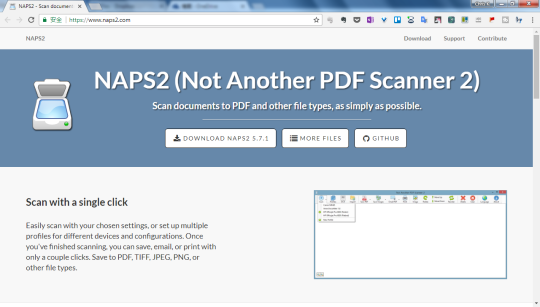 NAPS2 - Scan document
安全 | https://www.naps2.com
NAPS2
Download Support Contribute
NAPS2 (Not Another PDF Scanner 2)
Scan documents to PDF and other file types, as simply as possible.
DOWNLOAD NAPS2 5.7.1 MORE FILES GITHUB
Scan with a single click
Easily scan with your chosen settings, or set up multiple
profiles for different devices and configurations. Once
you've finished scanning, you can save, email, or print with
only a couple clicks. Save to PDF, TIFF, JPEG, PNG, or
other file types.